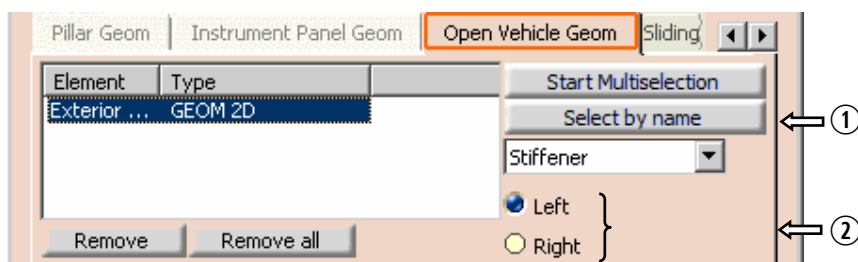 Pillar Geom Instrument Panel Geom Open Vehicle Geom Sliding
Element Type
Exterior ... GEOM 2D
Start Multiselection
Select by name
Stiffener
Left
Right
Remove Remove all
1
2